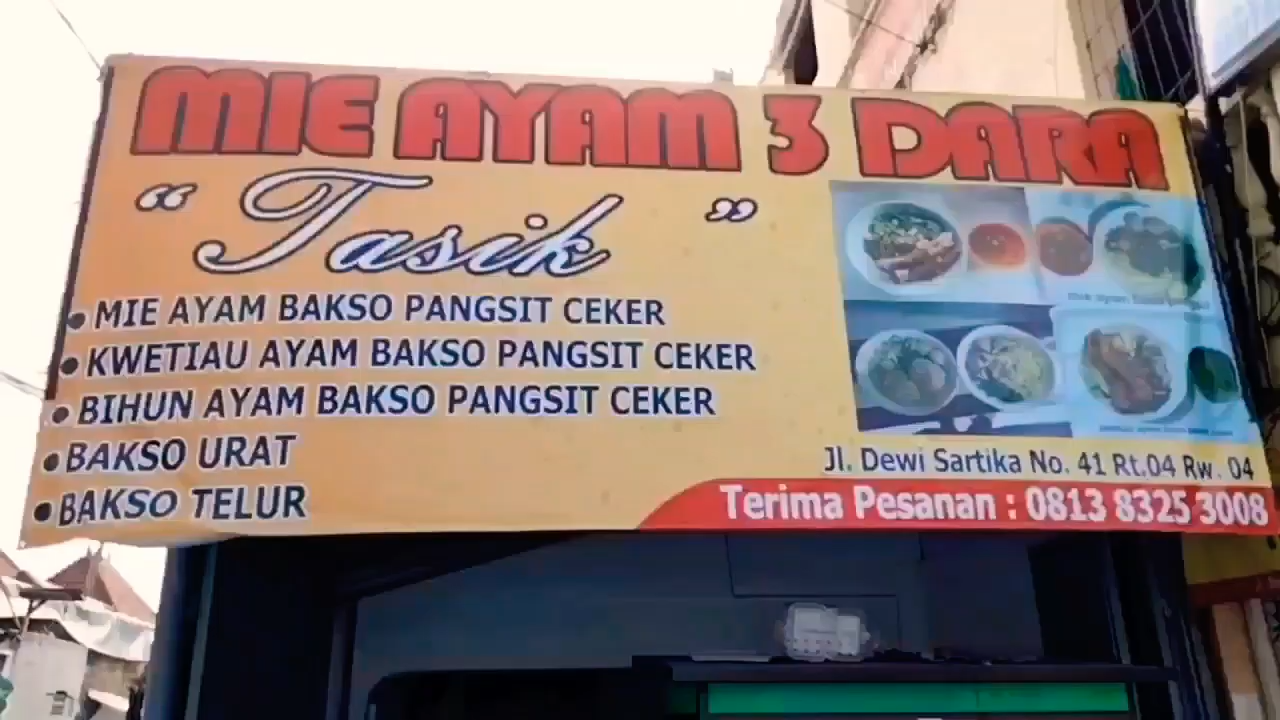 MIE AYAM 3 DARA
“ Tasik ”
• MIE AYAM BAKSO PANGSIT CEKER
• KWETIAU AYAM BAKSO PANGSIT CEKER
• BIHUN AYAM BAKSO PANGSIT CEKER
• BAKSO URAT
• BAKSO TELUR
Jl. Dewi Sartika No. 41 Rt.04 Rw. 04
Terima Pesanan : 0813 8325 3008